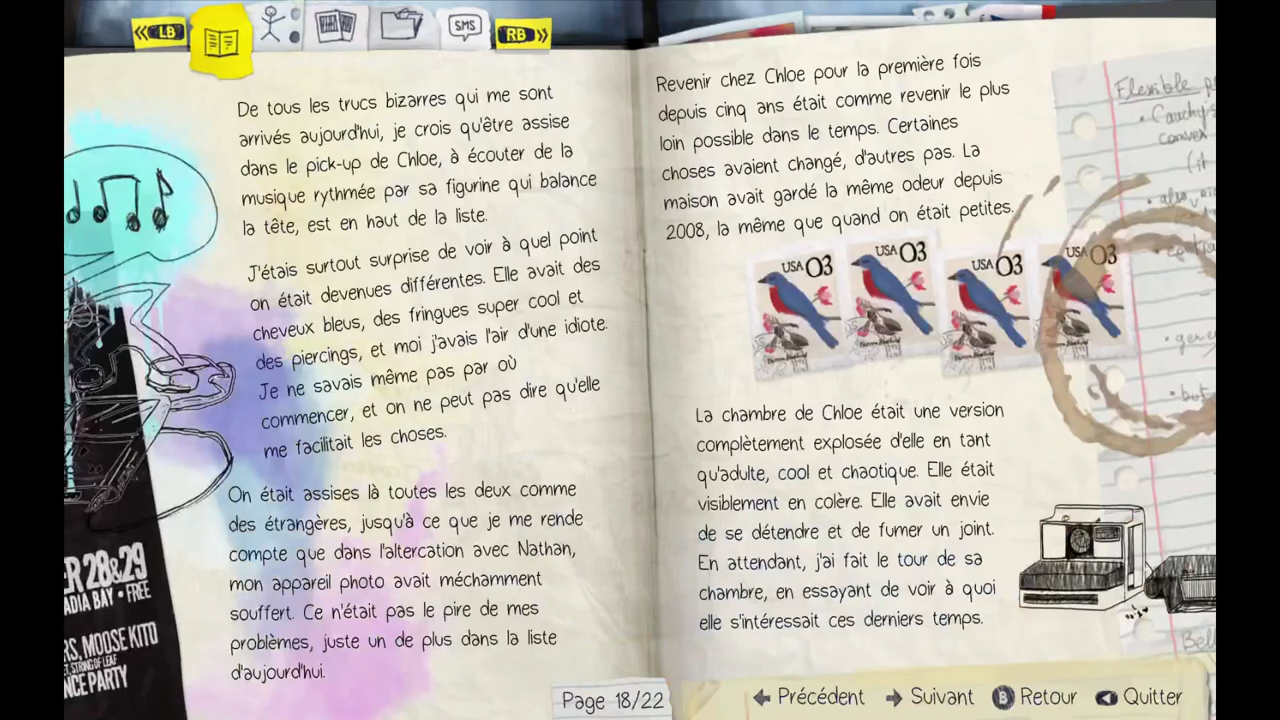 LB
SMS
RB
De tous les trucs bizarres qui me sont
arrivés aujourd'hui, je crois qu'être assise
dans le pick-up de Chloe, à écouter de la
musique rythmée par sa figurine qui balance
la tête, est en haut de la liste.
J'étais surtout surprise de voir à quel point
on était devenues différentes. Elle avait des
cheveux bleus, des fringues super cool et
des piercings, et moi j'avais l'air d'une idiote.
Je ne savais même pas par où
commencer, et on ne peut pas dire qu'elle
me facilitait les choses.
On était assises là toutes les deux comme
des étrangères, jusqu'à ce que je me rende
compte que dans l'altercation avec Nathan,
mon appareil photo avait méchamment
souffert. Ce n'était pas le pire de mes
problèmes, juste un de plus dans la liste
d'aujourd'hui.
ER 28&29
ADIA BAY • FREE
RS, MOOSE KITO
STRING OF LEAF
NCE PARTY
Revenir chez Chloe pour la première fois
depuis cinq ans était comme revenir le plus
loin possible dans le temps. Certaines
choses avaient changé, d'autres pas. La
maison avait gardé la même odeur depuis
2008, la même que quand on était petites.
USA 03
USA 03
USA 03
USA 03
La chambre de Chloe était une version
complètement explosée d'elle en tant
qu'adulte, cool et chaotique. Elle était
visiblement en colère. Elle avait envie
de se détendre et de fumer un joint.
En attendant, j'ai fait le tour de sa
chambre, en essayant de voir à quoi
elle s'intéressait ces derniers temps.
Flexible
• Cauchy's
conver
(it
• also
• contra
• gene
• but
Bel
Page 18/22
Précédent
Suivant
B Retour
Quitter